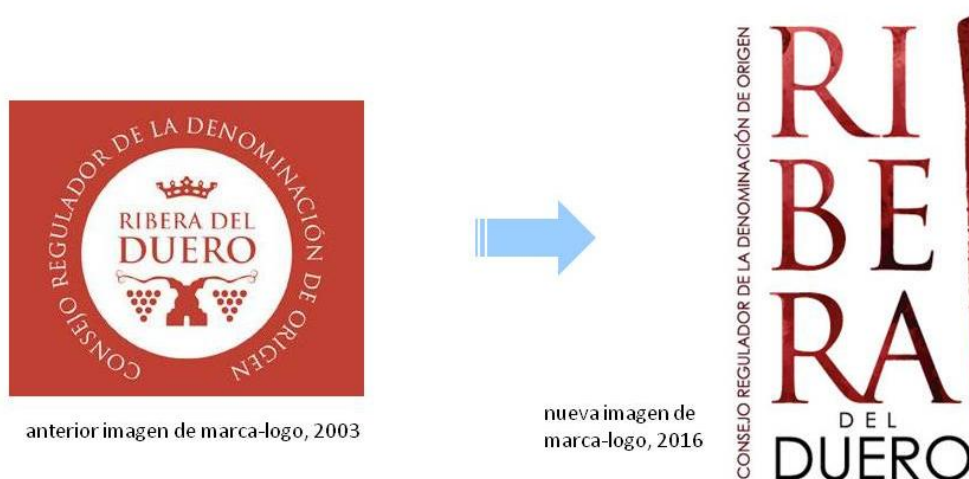 CONSEJO REGULADOR DE LA DENOMINACIÓN DE ORIGEN
RIBERA DEL
DUERO
anterior imagen de marca-logo, 2003
nueva imagen de
marca-logo, 2016
CONSEJO REGULADOR DE LA DENOMINACIÓN DE ORIGEN
RI
BE
RA
DEL
DUERO